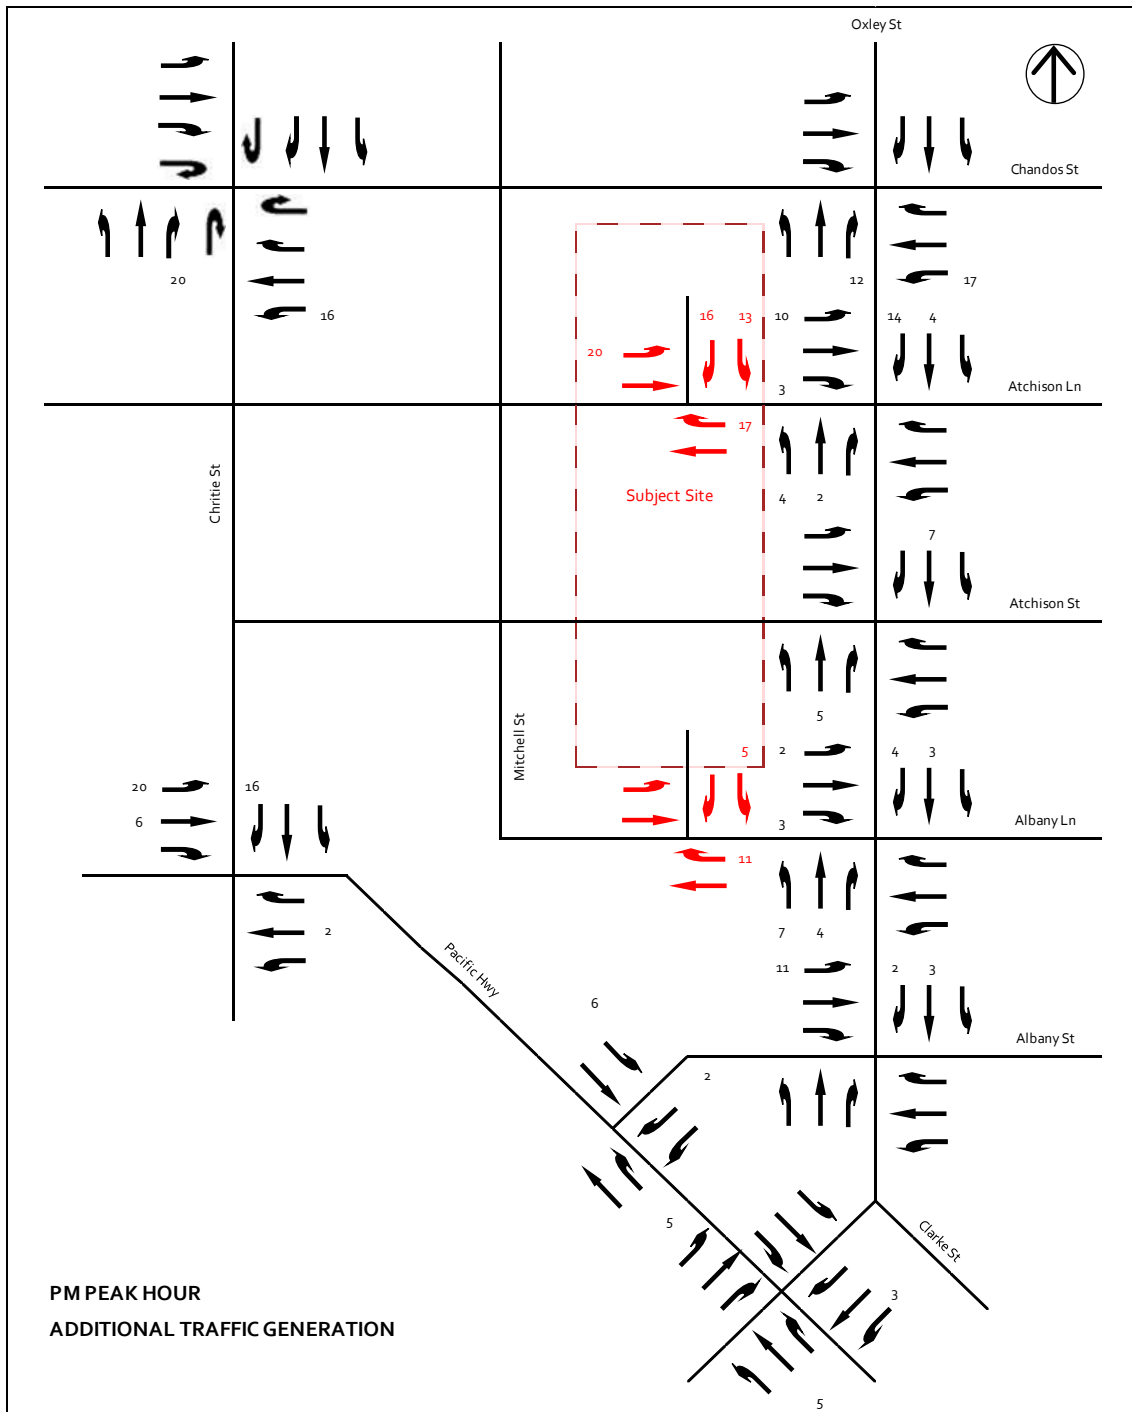 Oxley St
Chandos St
20
12
17
16
16
13
10
14
4
20
3
Atchison Ln
17
Chritie St
Subject Site
4
2
7
Atchison St
5
Mitchell St
5
2
4
3
20
16
6
3
Albany Ln
11
2
7
4
Pacific Hwy
11
2
3
6
Albany St
2
5
Clarke St
3
PM PEAK HOUR
ADDITIONAL TRAFFIC GENERATION
5